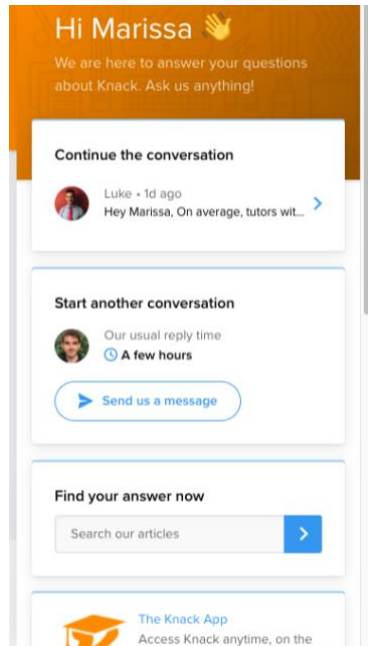 Hi Marissa 👋
We are here to answer your questions
about Knack. Ask us anything!
Continue the conversation
Luke • 1d ago
Hey Marissa, On average, tutors wit...
Start another conversation
Our usual reply time
A few hours
Send us a message
Find your answer now
Search our articles
The Knack App
Access Knack anytime, on the